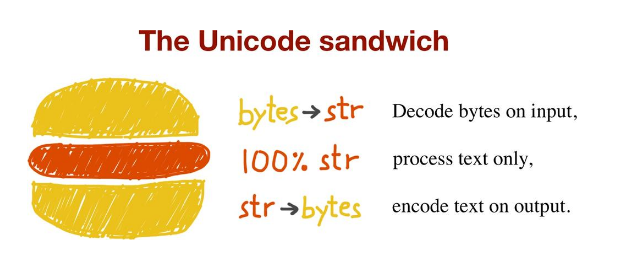 The Unicode sandwich
bytes→str Decode bytes on input,
100% str process text only,
str→bytes encode text on output.